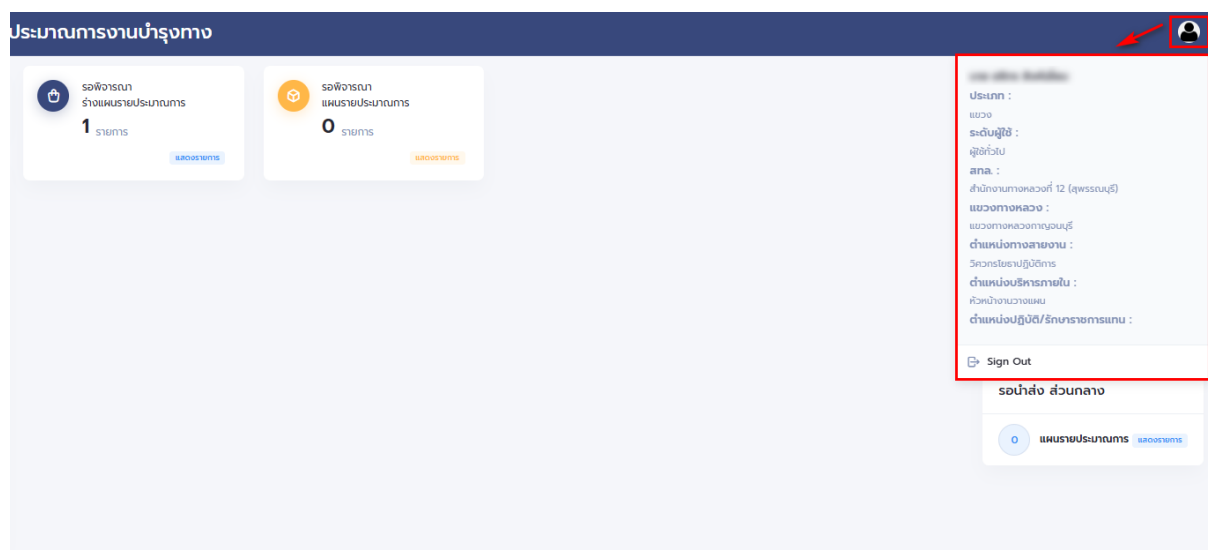 ประมาณการงานบำรุงทาง
รอพิจารณา
ร่างแผนรายประมาณการ
1 รายการ
แสดงรายการ
รอพิจารณา
แผนรายประมาณการ
0 รายการ
แสดงรายการ
ประเภท :
แขวง
ระดับผู้ใช้ :
ผู้ใช้ทั่วไป
สทล. :
สำนักงานทางหลวงที่ 12 (สุพรรณบุรี)
แขวงทางหลวง :
แขวงทางหลวงกาญจนบุรี
ตำแหน่งทางสายงาน :
วิศวกรโยธาปฏิบัติการ
ตำแหน่งบริหารภายใน :
หัวหน้างานวางแผน
ตำแหน่งปฏิบัติ/รักษาราชการแทน :
Sign Out
รอนำส่ง ส่วนกลาง
0 แผนรายประมาณการ แสดงรายการ